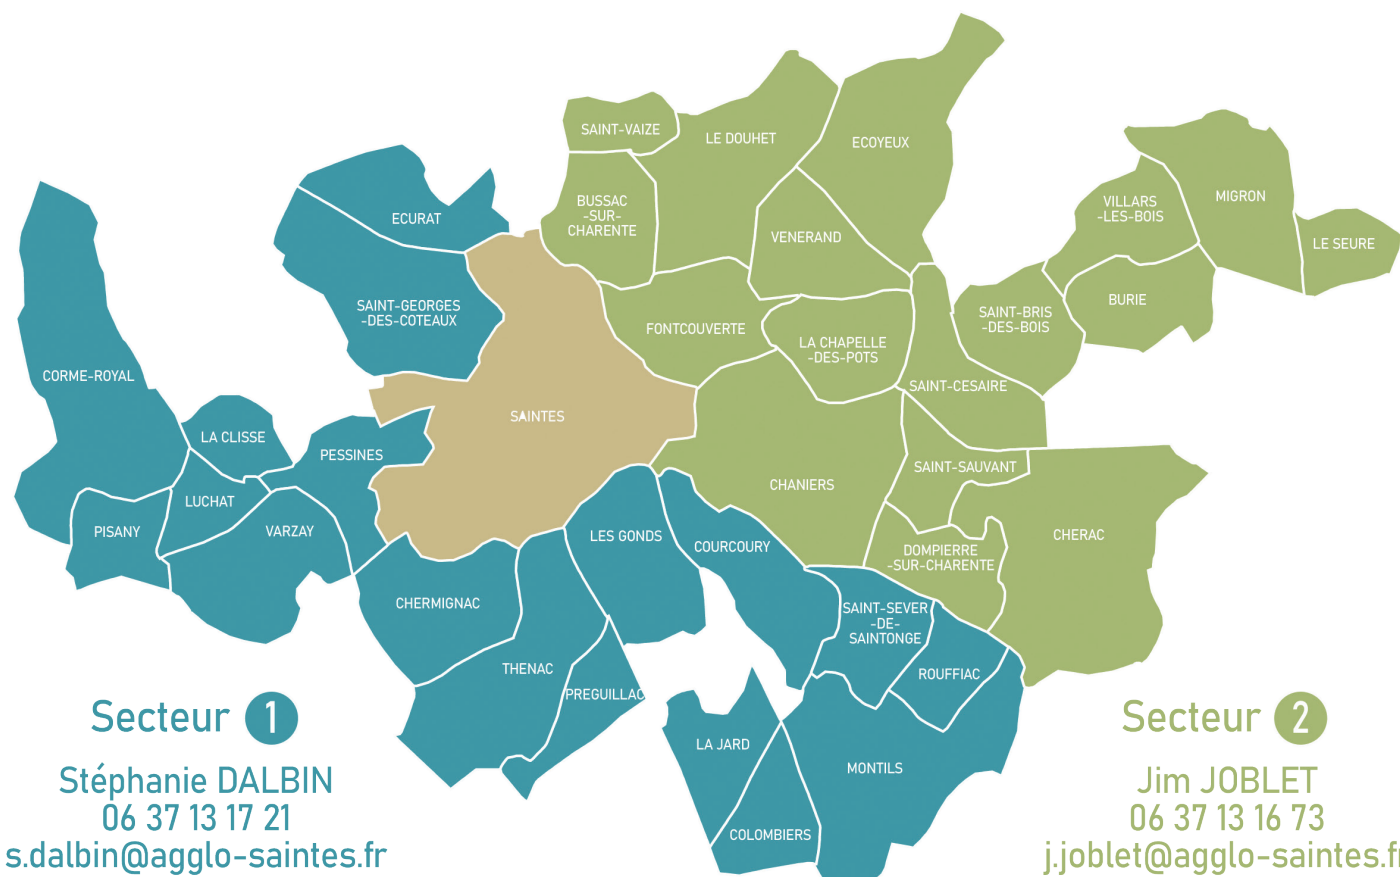 SAINT-VAIZE
LE DOUHET
ECOYEUX
BUSSAC
-SUR-
CHARENTE
VENERAND
VILLARS
-LES-BOIS
MIGRON
LE SEURE
ECURAT
SAINT-GEORGES
-DES-COTEAUX
FONTCOUVERTE
LA CHAPELLE
-DES-POTS
SAINT-BRIS
-DES-BOIS
BURIE
CORME-ROYAL
SAINT-CESAIRE
SAINTES
LA CLISSE
PESSINES
LUCHAT
PISANY
VARZAY
CHANIERS
SAINT-SAUVANT
LES GONDS
COURCOURY
DOMPIERRE
-SUR-CHARENTE
CHERAC
CHERMIGNAC
SAINT-SEVER
-DE-
SAINTONGE
THENAC
PREGUILLAC
ROUFFIAC
LA JARD
MONTILS
COLOMBIERS
Secteur 1
Stéphanie DALBIN
06 37 13 17 21
s.dalbin@agglo-saintes.fr
Secteur 2
Jim JOBLET
06 37 13 16 73
j.joblet@agglo-saintes.fr